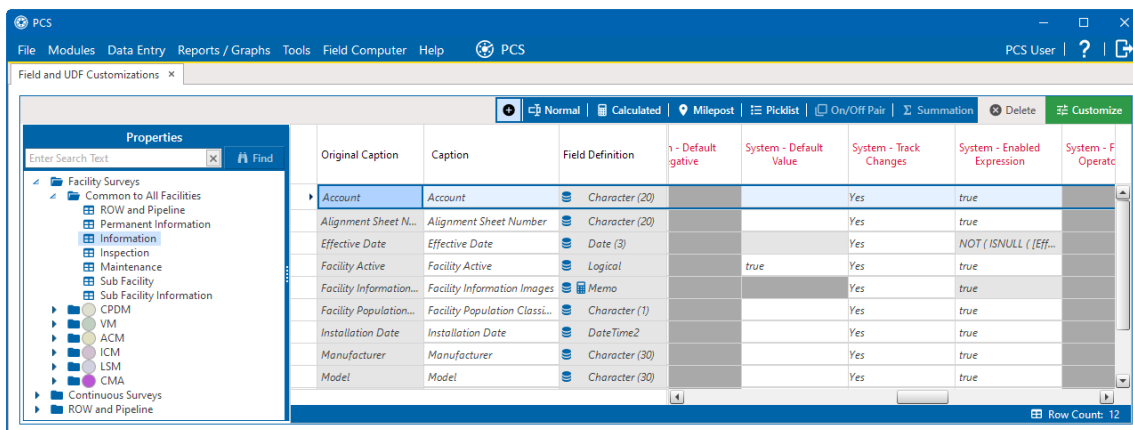 PCS
File Modules Data Entry Reports / Graphs Tools Field Computer Help PCS PCS User | ? |
Field and UDF Customizations ×
Normal | Calculated | Milepost | Picklist | On/Off Pair | Σ Summation Delete Customize
Properties
Enter Search Text × Find
Facility Surveys
Common to All Facilities
ROW and Pipeline
Permanent Information
Information
Inspection
Maintenance
Sub Facility
Sub Facility Information
CPDM
VM
ACM
ICM
LSM
CMA
Continuous Surveys
ROW and Pipeline
Original Caption Caption Field Definition n - Default System - Default System - Track System - Enabled System - F
gative Value Changes Expression Operato
Account Account Character (20) Yes true
Alignment Sheet N... Alignment Sheet Number Character (20) Yes true
Effective Date Effective Date Date (3) Yes NOT ( ISNULL ( [Eff...
Facility Active Facility Active Logical true Yes true
Facility Information... Facility Information Images Memo Yes true
Facility Population... Facility Population Classi... Character (1) Yes true
Installation Date Installation Date DateTime2 Yes true
Manufacturer Manufacturer Character (30) Yes true
Model Model Character (30) Yes true
Row Count: 12